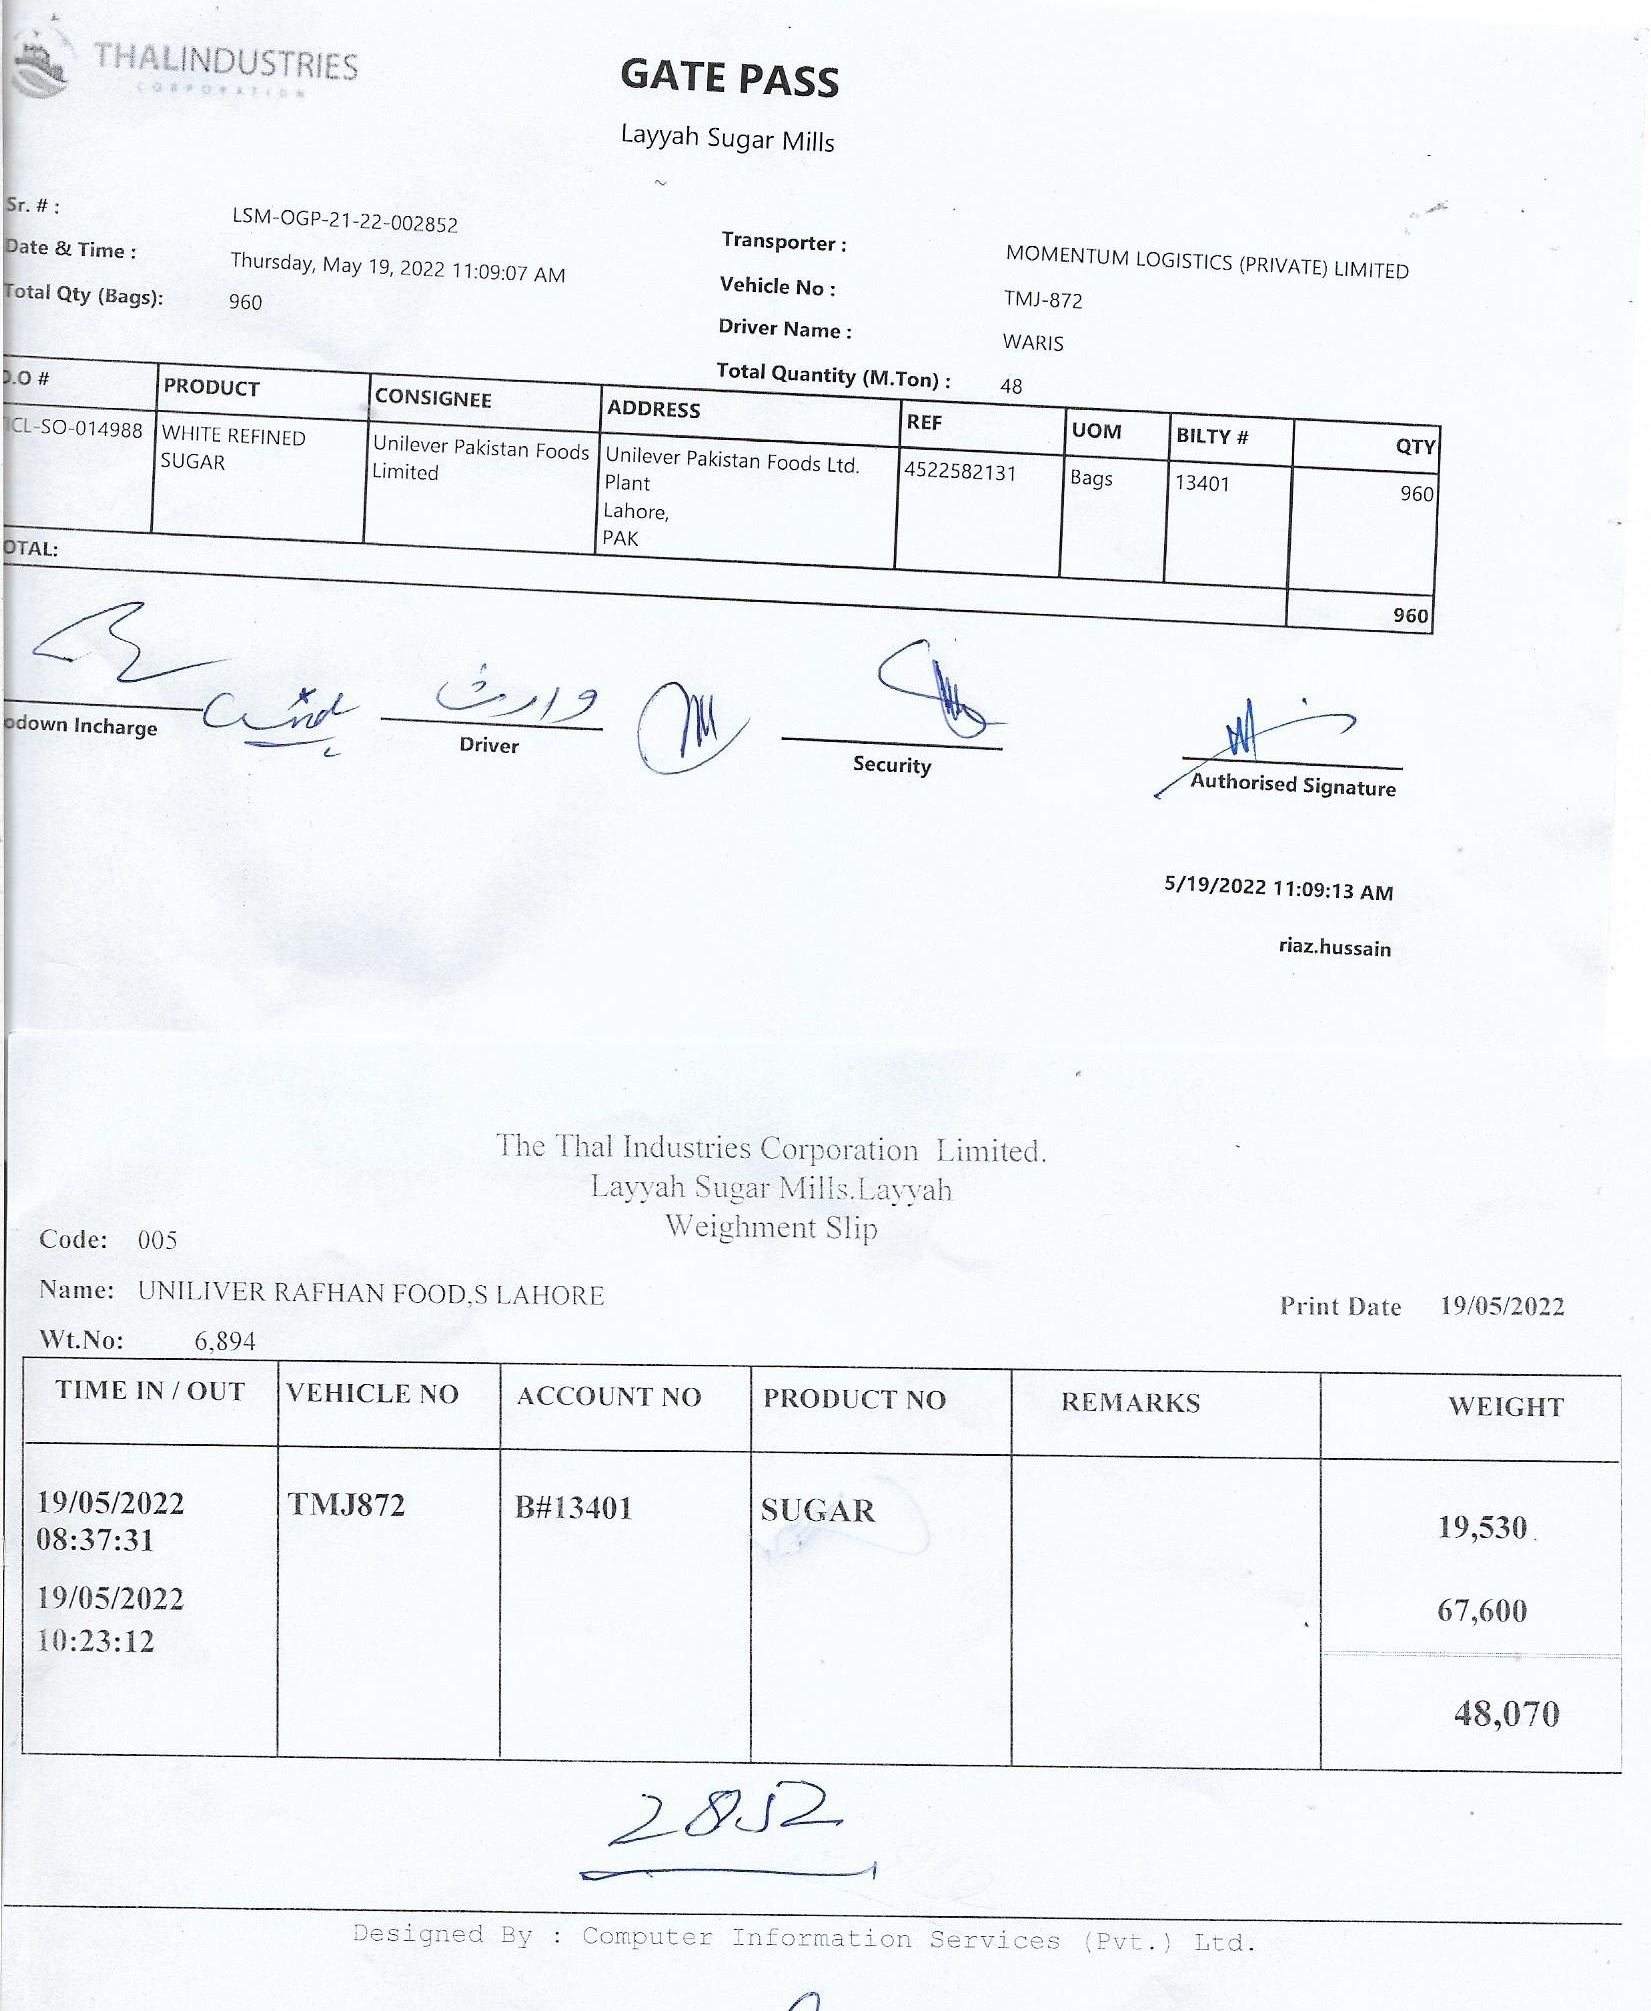 THALINDUSTRIES
CORPORATION
GATE PASS
Layyah Sugar Mills
Sr. # : LSM-OGP-21-22-002852
Date & Time : Thursday, May 19, 2022 11:09:07 AM
Total Qty (Bags): 960
Transporter : MOMENTUM LOGISTICS (PRIVATE) LIMITED
Vehicle No : TMJ-872
Driver Name : WARIS
Total Quantity (M.Ton) : 48
.O # PRODUCT CONSIGNEE ADDRESS REF UOM BILTY # QTY
ICL-SO-014988 WHITE REFINED SUGAR Unilever Pakistan Foods Limited Unilever Pakistan Foods Ltd. 4522582131 Bags 13401 960
Plant
Lahore,
PAK
OTAL: 960
وارث
odown Incharge Driver Security Authorised Signature
5/19/2022 11:09:13 AM
riaz.hussain
The Thal Industries Corporation Limited.
Layyah Sugar Mills.Layyah
Weighment Slip
Code: 005
Name: UNILIVER RAFHAN FOOD,S LAHORE
Print Date 19/05/2022
Wt.No: 6,894
TIME IN / OUT VEHICLE NO ACCOUNT NO PRODUCT NO REMARKS WEIGHT
19/05/2022 TMJ872 B#13401 SUGAR 19,530
08:37:31
19/05/2022 67,600
10:23:12
48,070
2852
Designed By : Computer Information Services (Pvt.) Ltd.